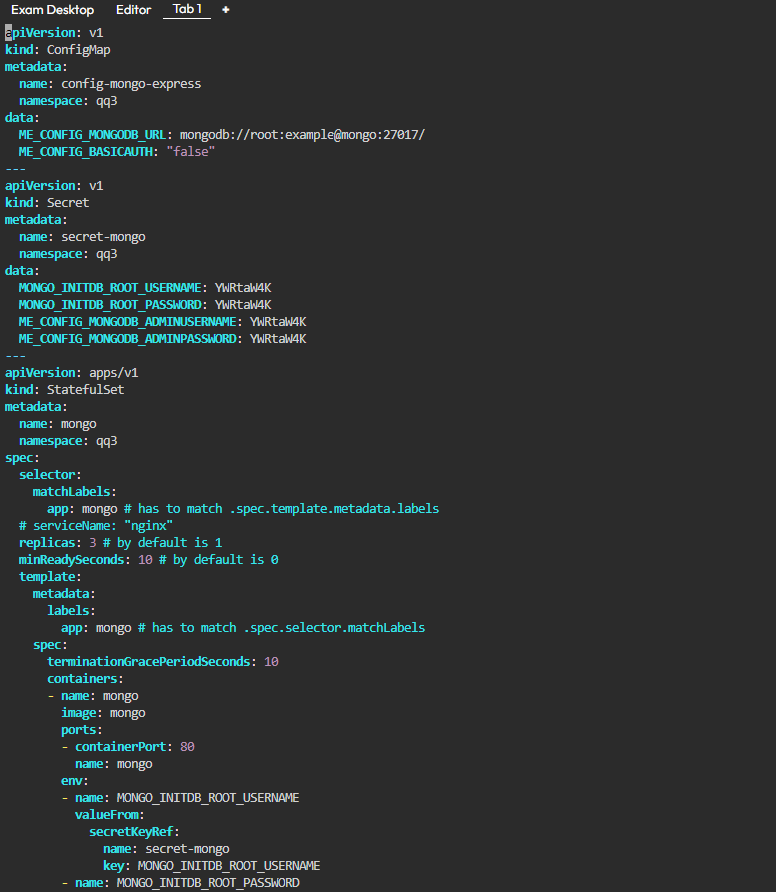 Exam Desktop Editor Tab 1 +
apiVersion: v1
kind: ConfigMap
metadata:
  name: config-mongo-express
  namespace: qq3
data:
  ME_CONFIG_MONGODB_URL: mongodb://root:example@mongo:27017/
  ME_CONFIG_BASICAUTH: "false"
---
apiVersion: v1
kind: Secret
metadata:
  name: secret-mongo
  namespace: qq3
data:
  MONGO_INITDB_ROOT_USERNAME: YWRtaW4K
  MONGO_INITDB_ROOT_PASSWORD: YWRtaW4K
  ME_CONFIG_MONGODB_ADMINUSERNAME: YWRtaW4K
  ME_CONFIG_MONGODB_ADMINPASSWORD: YWRtaW4K
---
apiVersion: apps/v1
kind: StatefulSet
metadata:
  name: mongo
  namespace: qq3
spec:
  selector:
    matchLabels:
      app: mongo # has to match .spec.template.metadata.labels
  # serviceName: "nginx"
  replicas: 3 # by default is 1
  minReadySeconds: 10 # by default is 0
  template:
    metadata:
      labels:
        app: mongo # has to match .spec.selector.matchLabels
    spec:
      terminationGracePeriodSeconds: 10
      containers:
      - name: mongo
        image: mongo
        ports:
        - containerPort: 80
          name: mongo
        env:
        - name: MONGO_INITDB_ROOT_USERNAME
          valueFrom:
            secretKeyRef:
              name: secret-mongo
              key: MONGO_INITDB_ROOT_USERNAME
        - name: MONGO_INITDB_ROOT_PASSWORD